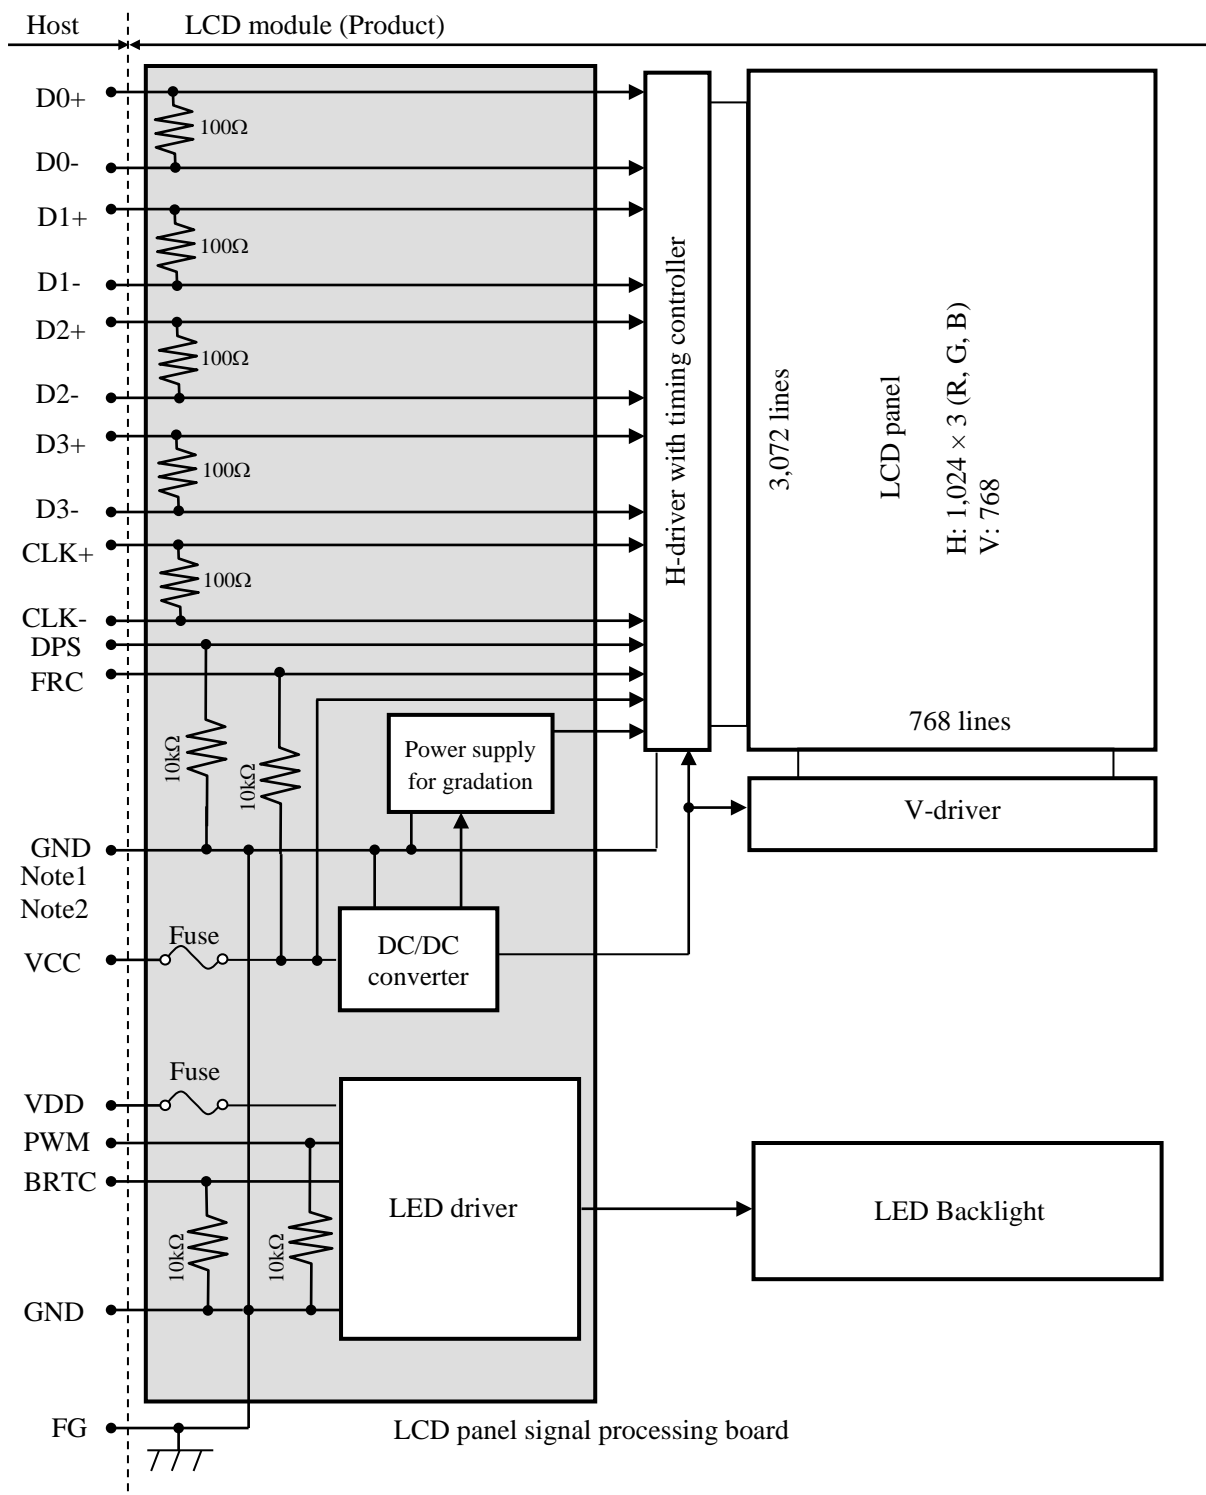 Host
LCD module (Product)
D0+
100Ω
D0-
D1+
100Ω
D1-
D2+
100Ω
D2-
D3+
100Ω
D3-
CLK+
100Ω
CLK-
DPS
FRC
10kΩ
10kΩ
Power supply
for gradation
H-driver with timing controller
3,072 lines
LCD panel
H: 1,024 × 3 (R, G, B)
V: 768
768 lines
V-driver
GND
Note1
Note2
Fuse
VCC
DC/DC
converter
Fuse
VDD
PWM
BRTC
10kΩ
10kΩ
LED driver
LED Backlight
GND
FG
LCD panel signal processing board